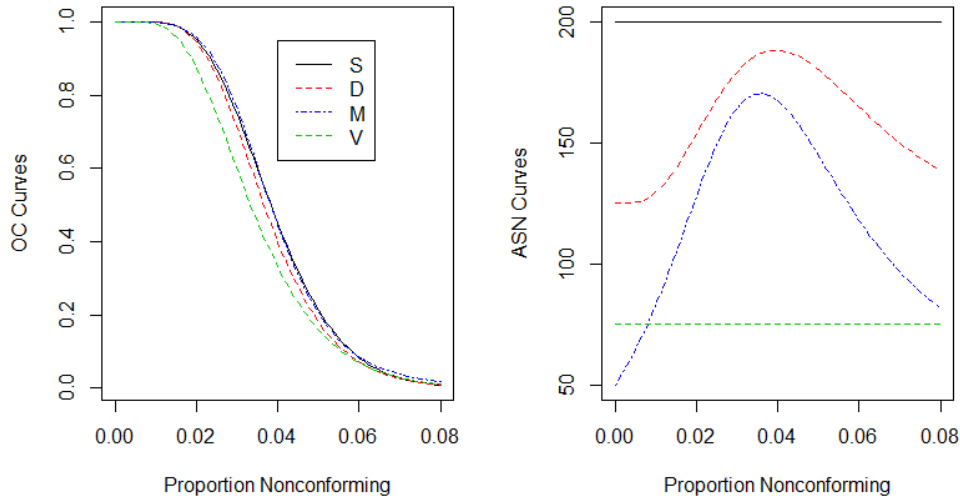 OC Curves
1.0
0.8
0.6
0.4
0.2
0.0
S
D
M
V
0.00 0.02 0.04 0.06 0.08
Proportion Nonconforming
ASN Curves
200
150
100
50
0.00 0.02 0.04 0.06 0.08
Proportion Nonconforming